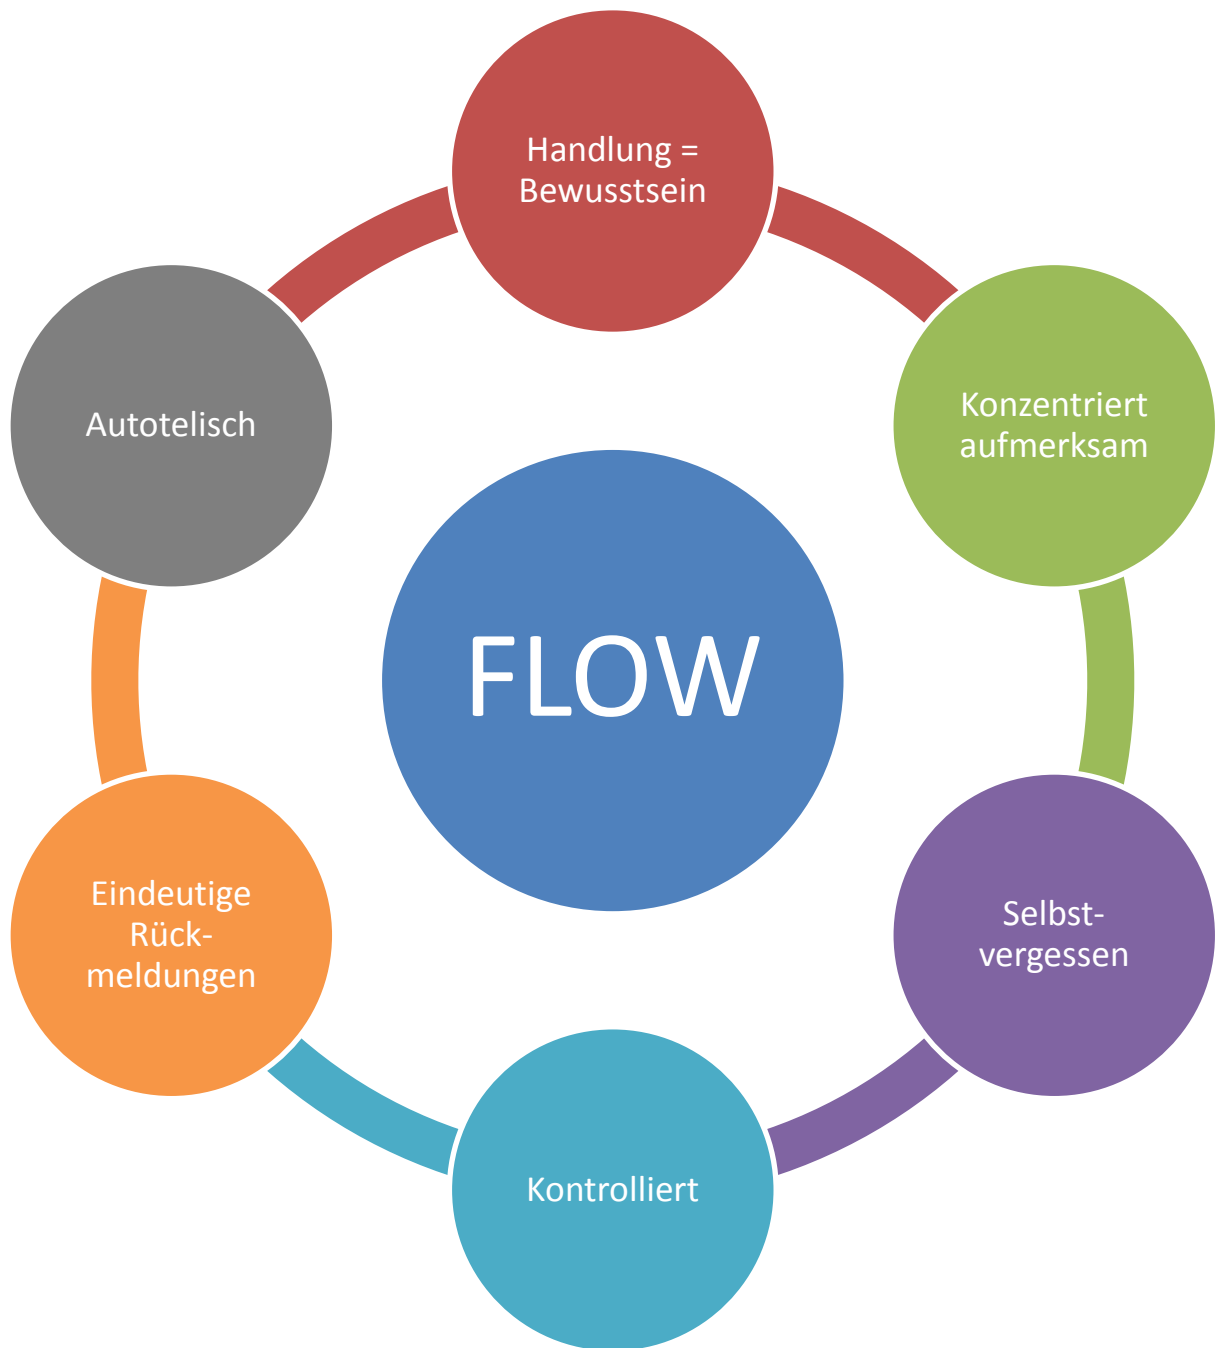 Handlung =
Bewusstsein
Konzentriert
aufmerksam
Selbst-
vergessen
Kontrolliert
Eindeutige
Rück-
meldungen
Autotelisch
FLOW